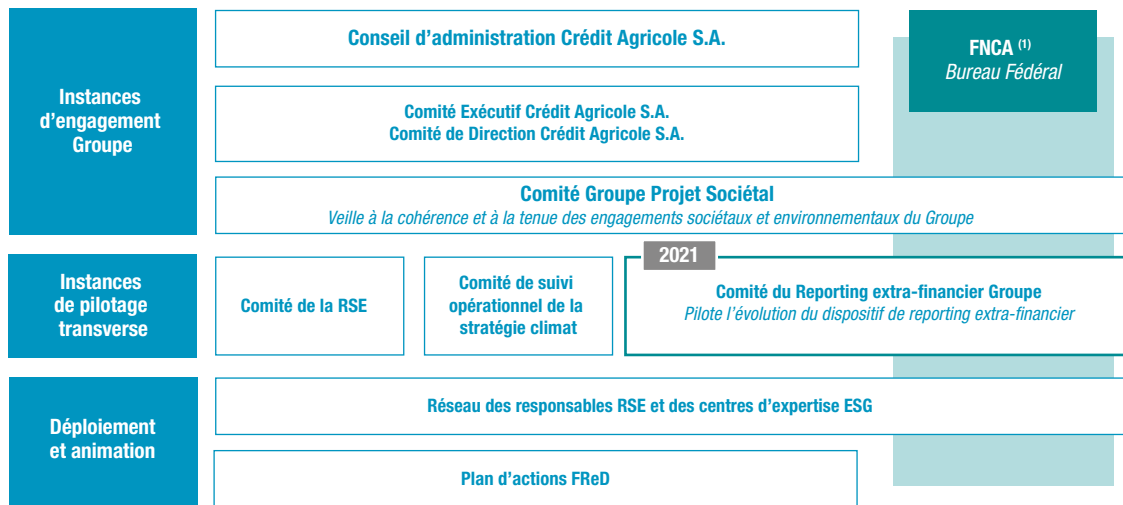 Instances
d'engagement
Groupe
Conseil d'administration Crédit Agricole S.A.
FNCA (1)
Bureau Fédéral
Comité Exécutif Crédit Agricole S.A.
Comité de Direction Crédit Agricole S.A.
Comité Groupe Projet Sociétal
Veille à la cohérence et à la tenue des engagements sociétaux et environnementaux du Groupe
Instances
de pilotage
transverse
Comité de la RSE
Comité de suivi
opérationnel de la
stratégie climat
2021
Comité du Reporting extra-financier Groupe
Pilote l'évolution du dispositif de reporting extra-financier
Déploiement
et animation
Réseau des responsables RSE et des centres d'expertise ESG
Plan d'actions FReD